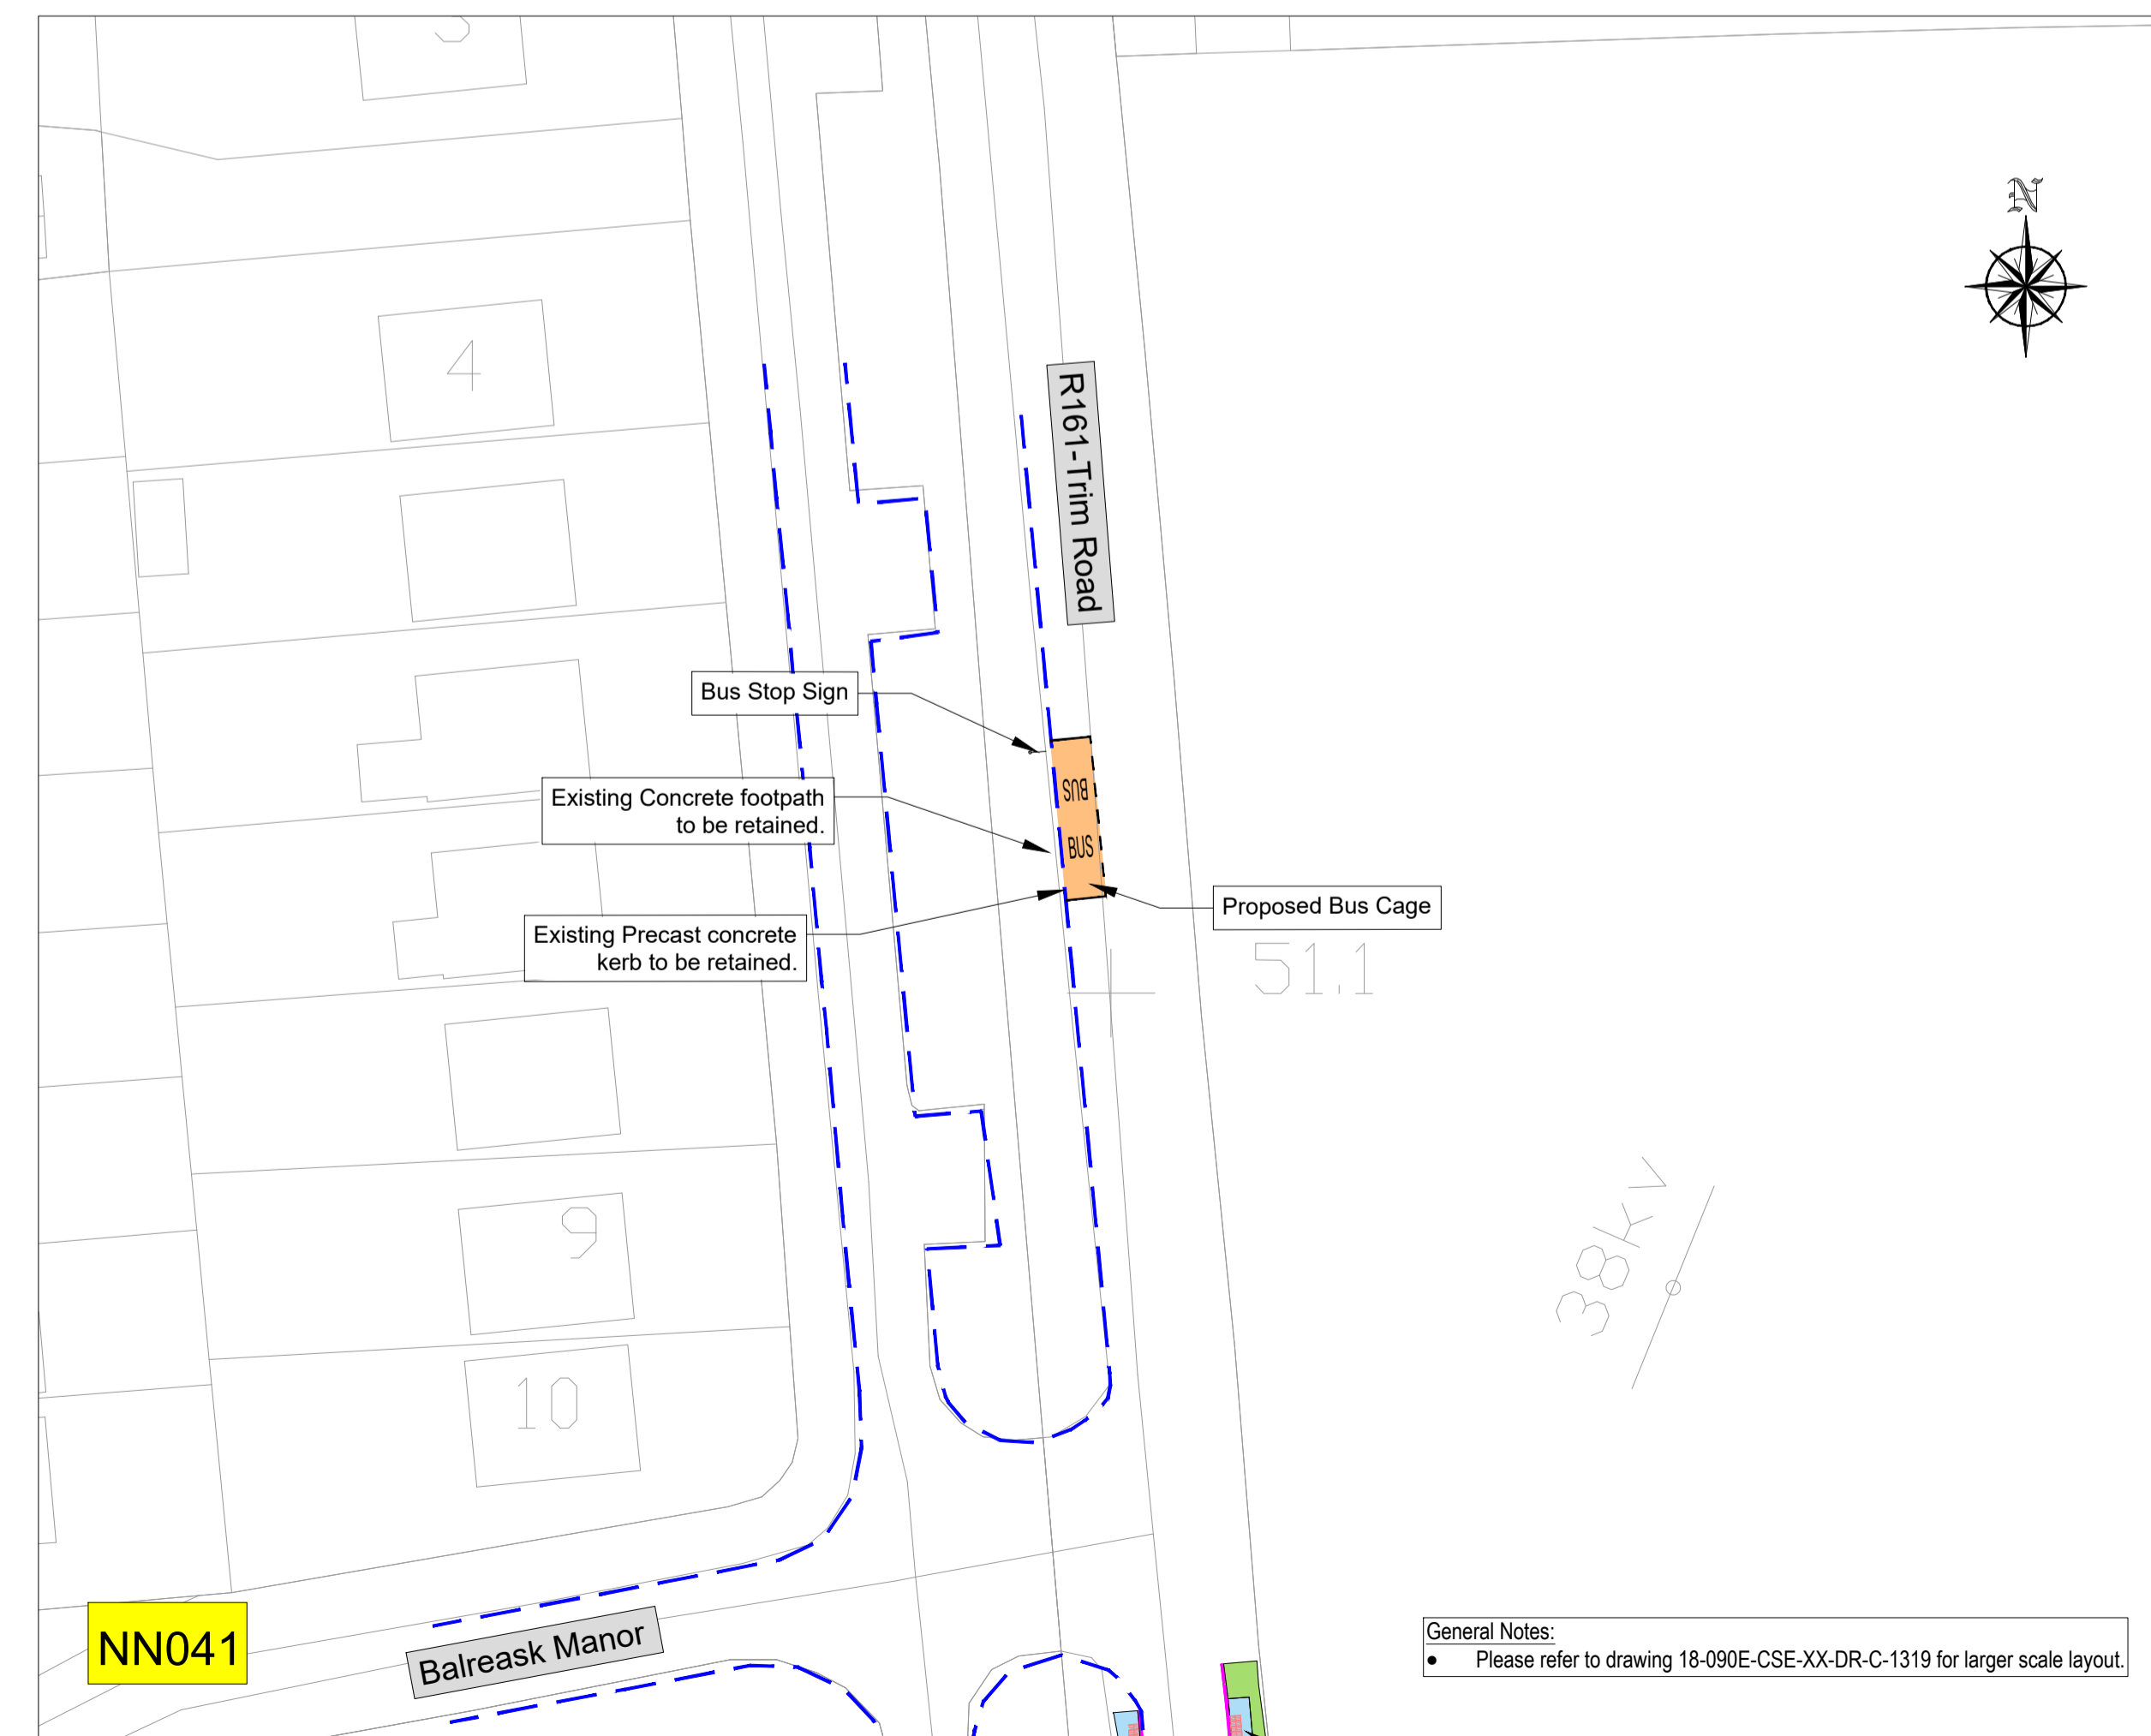 N
4
R161-Trim Road
Bus Stop Sign
BUS
Existing Concrete footpath
to be retained.
BUS
Proposed Bus Cage
Existing Precast concrete
kerb to be retained.
51.1
38kV
9
10
NN041
Balreask Manor
General Notes:
● Please refer to drawing 18-090E-CSE-XX-DR-C-1319 for larger scale layout.